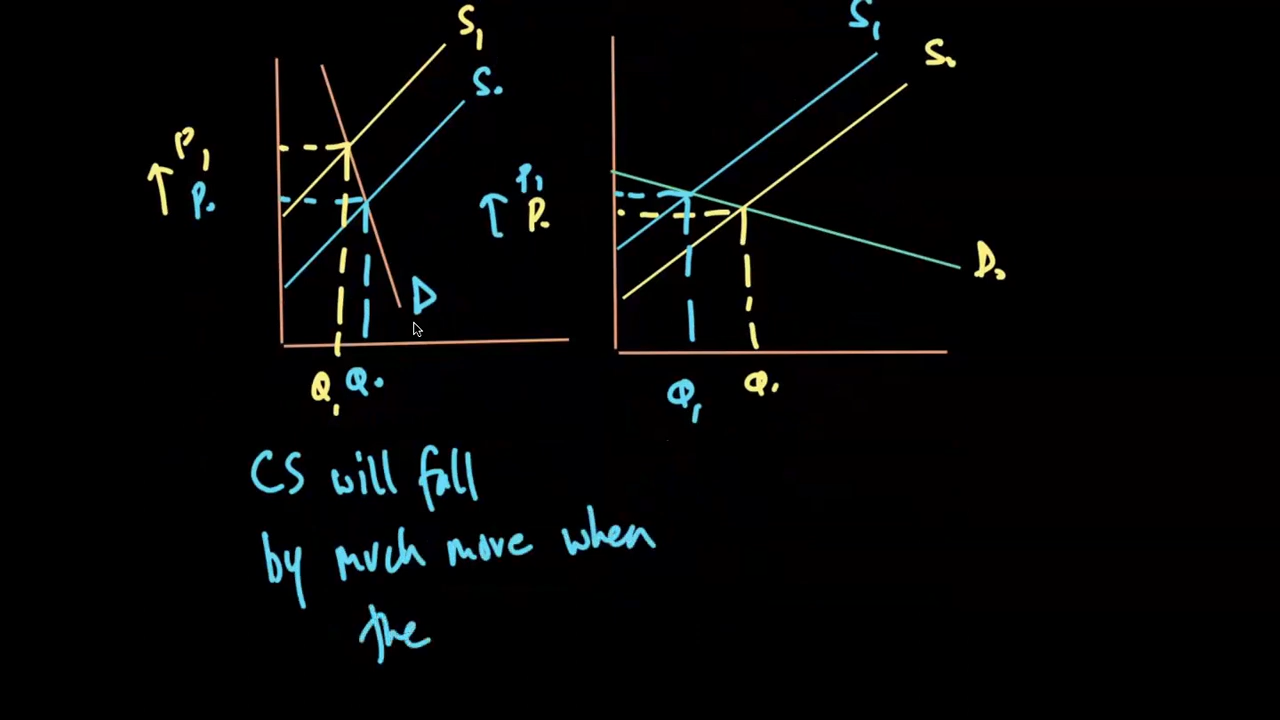 S₁
S₀
P₁
P₀
D
Q₁ Q₀
S₁
S₀
P₁
P₀
D₀
Q₁ Q₀
CS will fall
by much more when
the